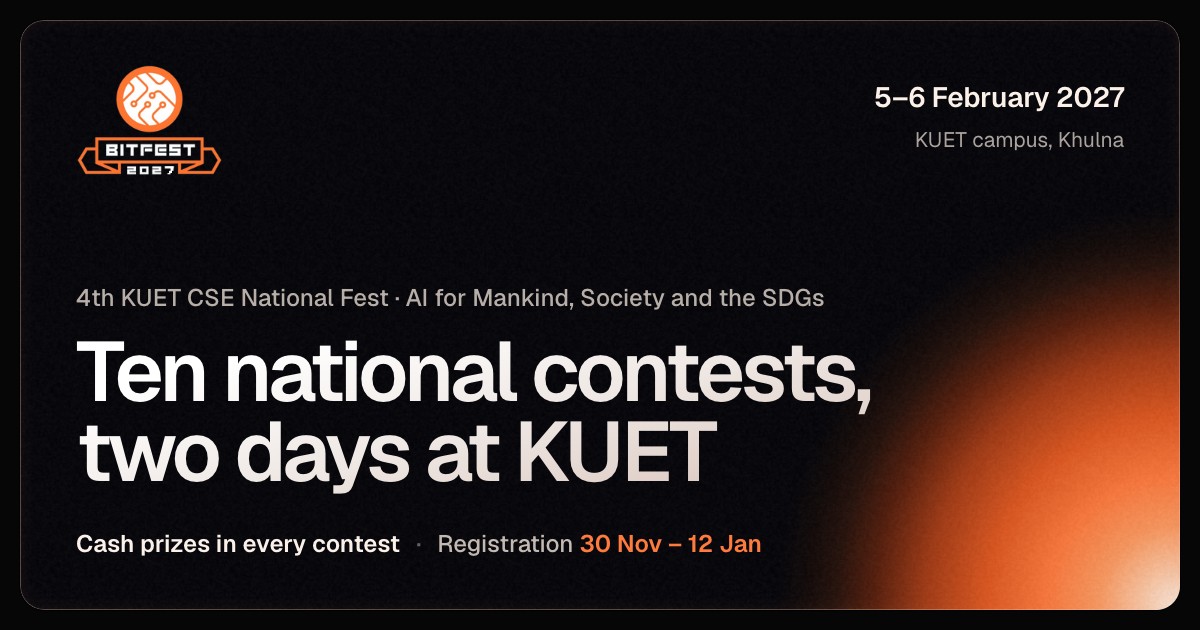 BITFEST
2027
5–6 February 2027
KUET campus, Khulna
4th KUET CSE National Fest · AI for Mankind, Society and the SDGs
Ten national contests,
two days at KUET
Cash prizes in every contest · Registration 30 Nov – 12 Jan